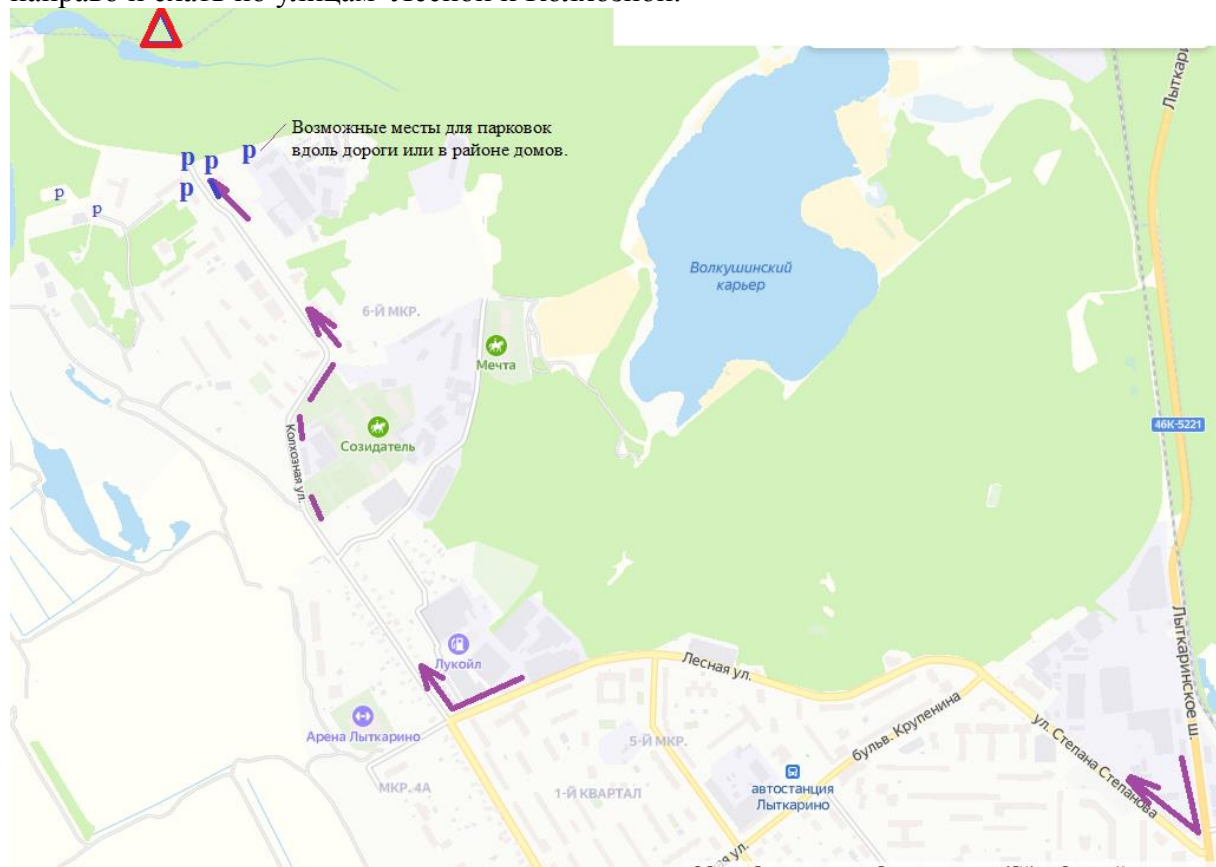 направо и ехать по улицам Лесной и Колхозной.
Возможные месты для парковок
вдоль дороги или в районе домов.
р р р
р
р
р
Волкушинский
карьер
6-Й МКР.
Мечта
46К-5221
Созидатель
Колхозная ул.
Лыткаринское ш.
Лукойл
Лесная ул.
Арена Лыткарино
бульв. Крупенина
ул. Степана Степанова
5-Й МКР.
автостанция
Лыткарино
МКР. 4А
1-Й КВАРТАЛ
ул.